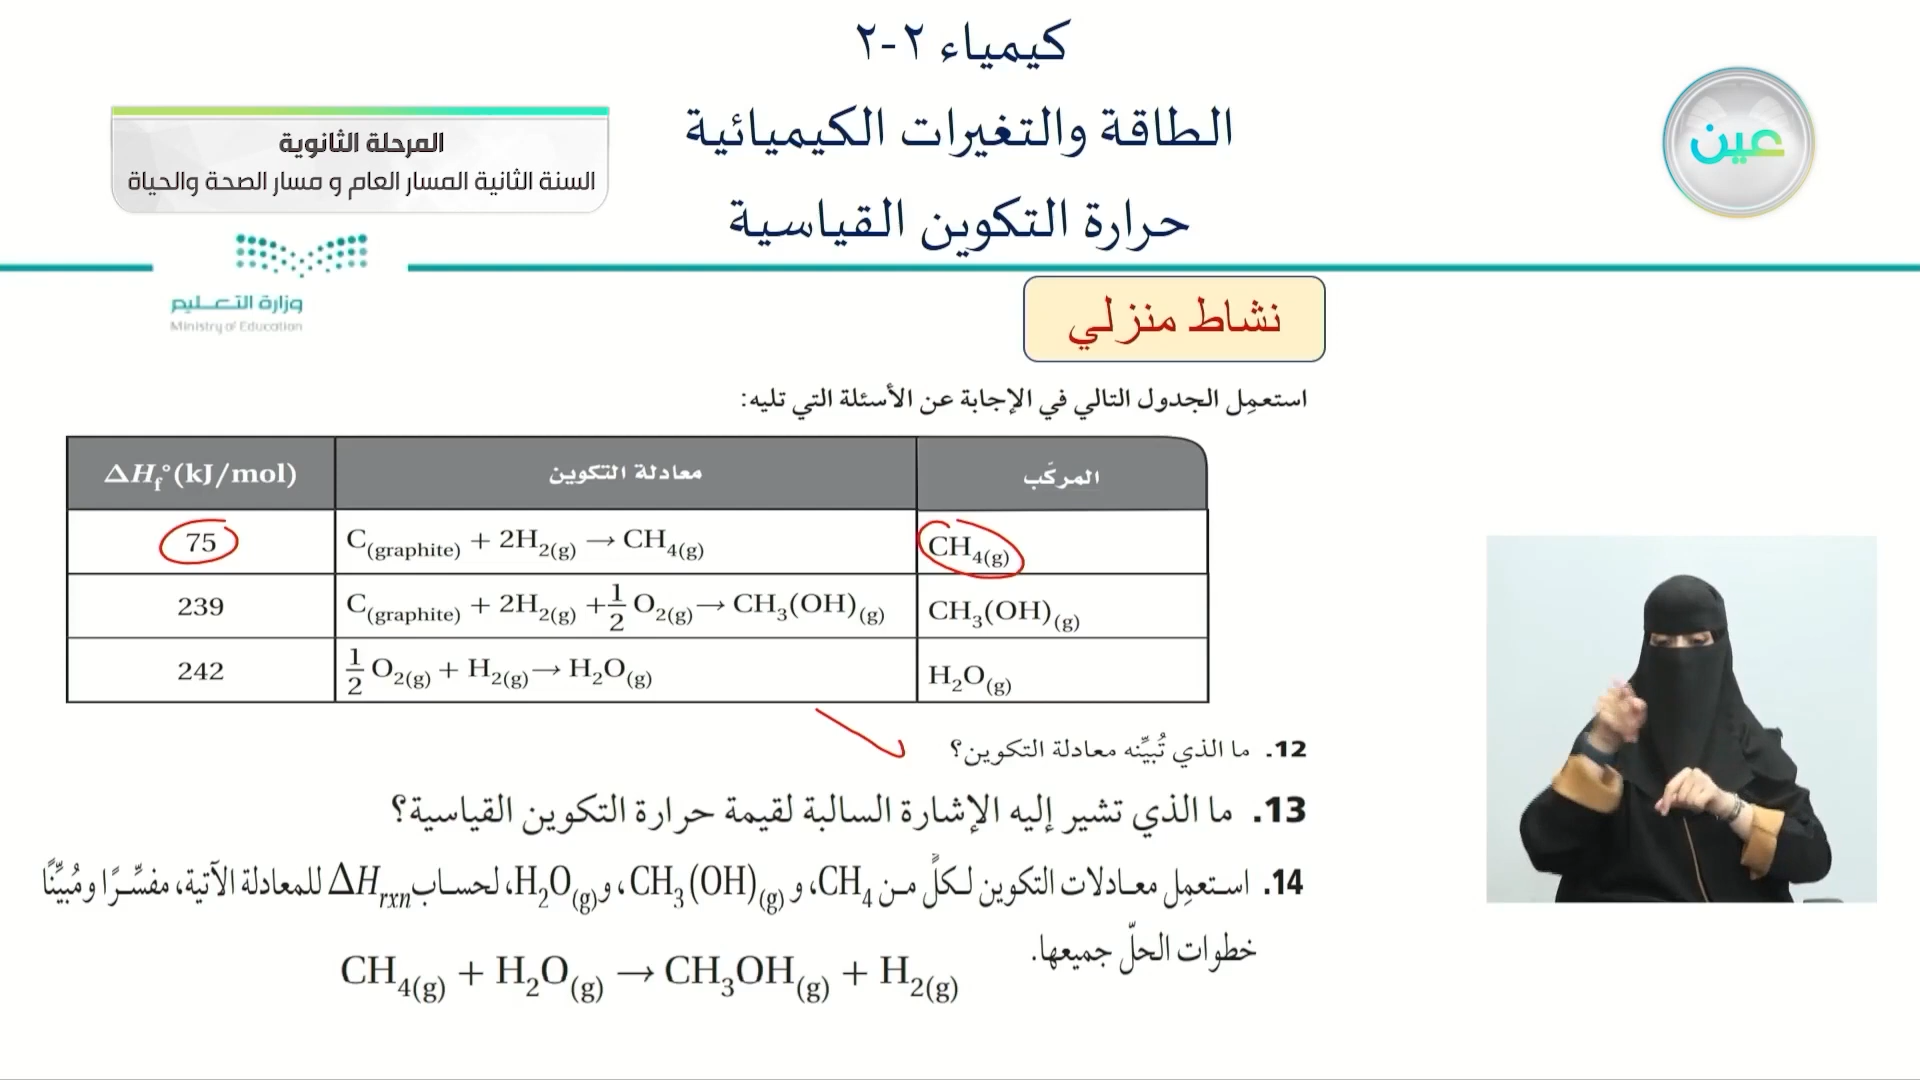 كيمياء ٢-٢
الطاقة والتغيرات الكيميائية
حرارة التكوين القياسية
عين
المرحلة الثانوية
السنة الثانية المسار العام و مسار الصحة والحياة
وزارة التعليم
Ministry of Education
نشاط منزلي
استعمِل الجدول التالي في الإجابة عن الأسئلة التي تليه:
المركّب | معادلة التكوين | ΔH_f°(kJ/mol)
CH₄(g) | C(graphite) + 2H₂(g) → CH₄(g) | 75
CH₃(OH)(g) | C(graphite) + 2H₂(g) + ½ O₂(g) → CH₃(OH)(g) | 239
H₂O(g) | ½ O₂(g) + H₂(g) → H₂O(g) | 242
12. ما الذي تُبيِّنه معادلة التكوين؟
13. ما الذي تشير إليه الإشارة السالبة لقيمة حرارة التكوين القياسية؟
14. استعمِل معادلات التكوين لكلٍّ من CH₄، و CH₃(OH)(g)، و H₂O(g)، لحساب ΔH_rxn للمعادلة الآتية، مفسِّرًا ومُبيِّنًا
خطوات الحلّ جميعها.
CH₄(g) + H₂O(g) → CH₃OH(g) + H₂(g)